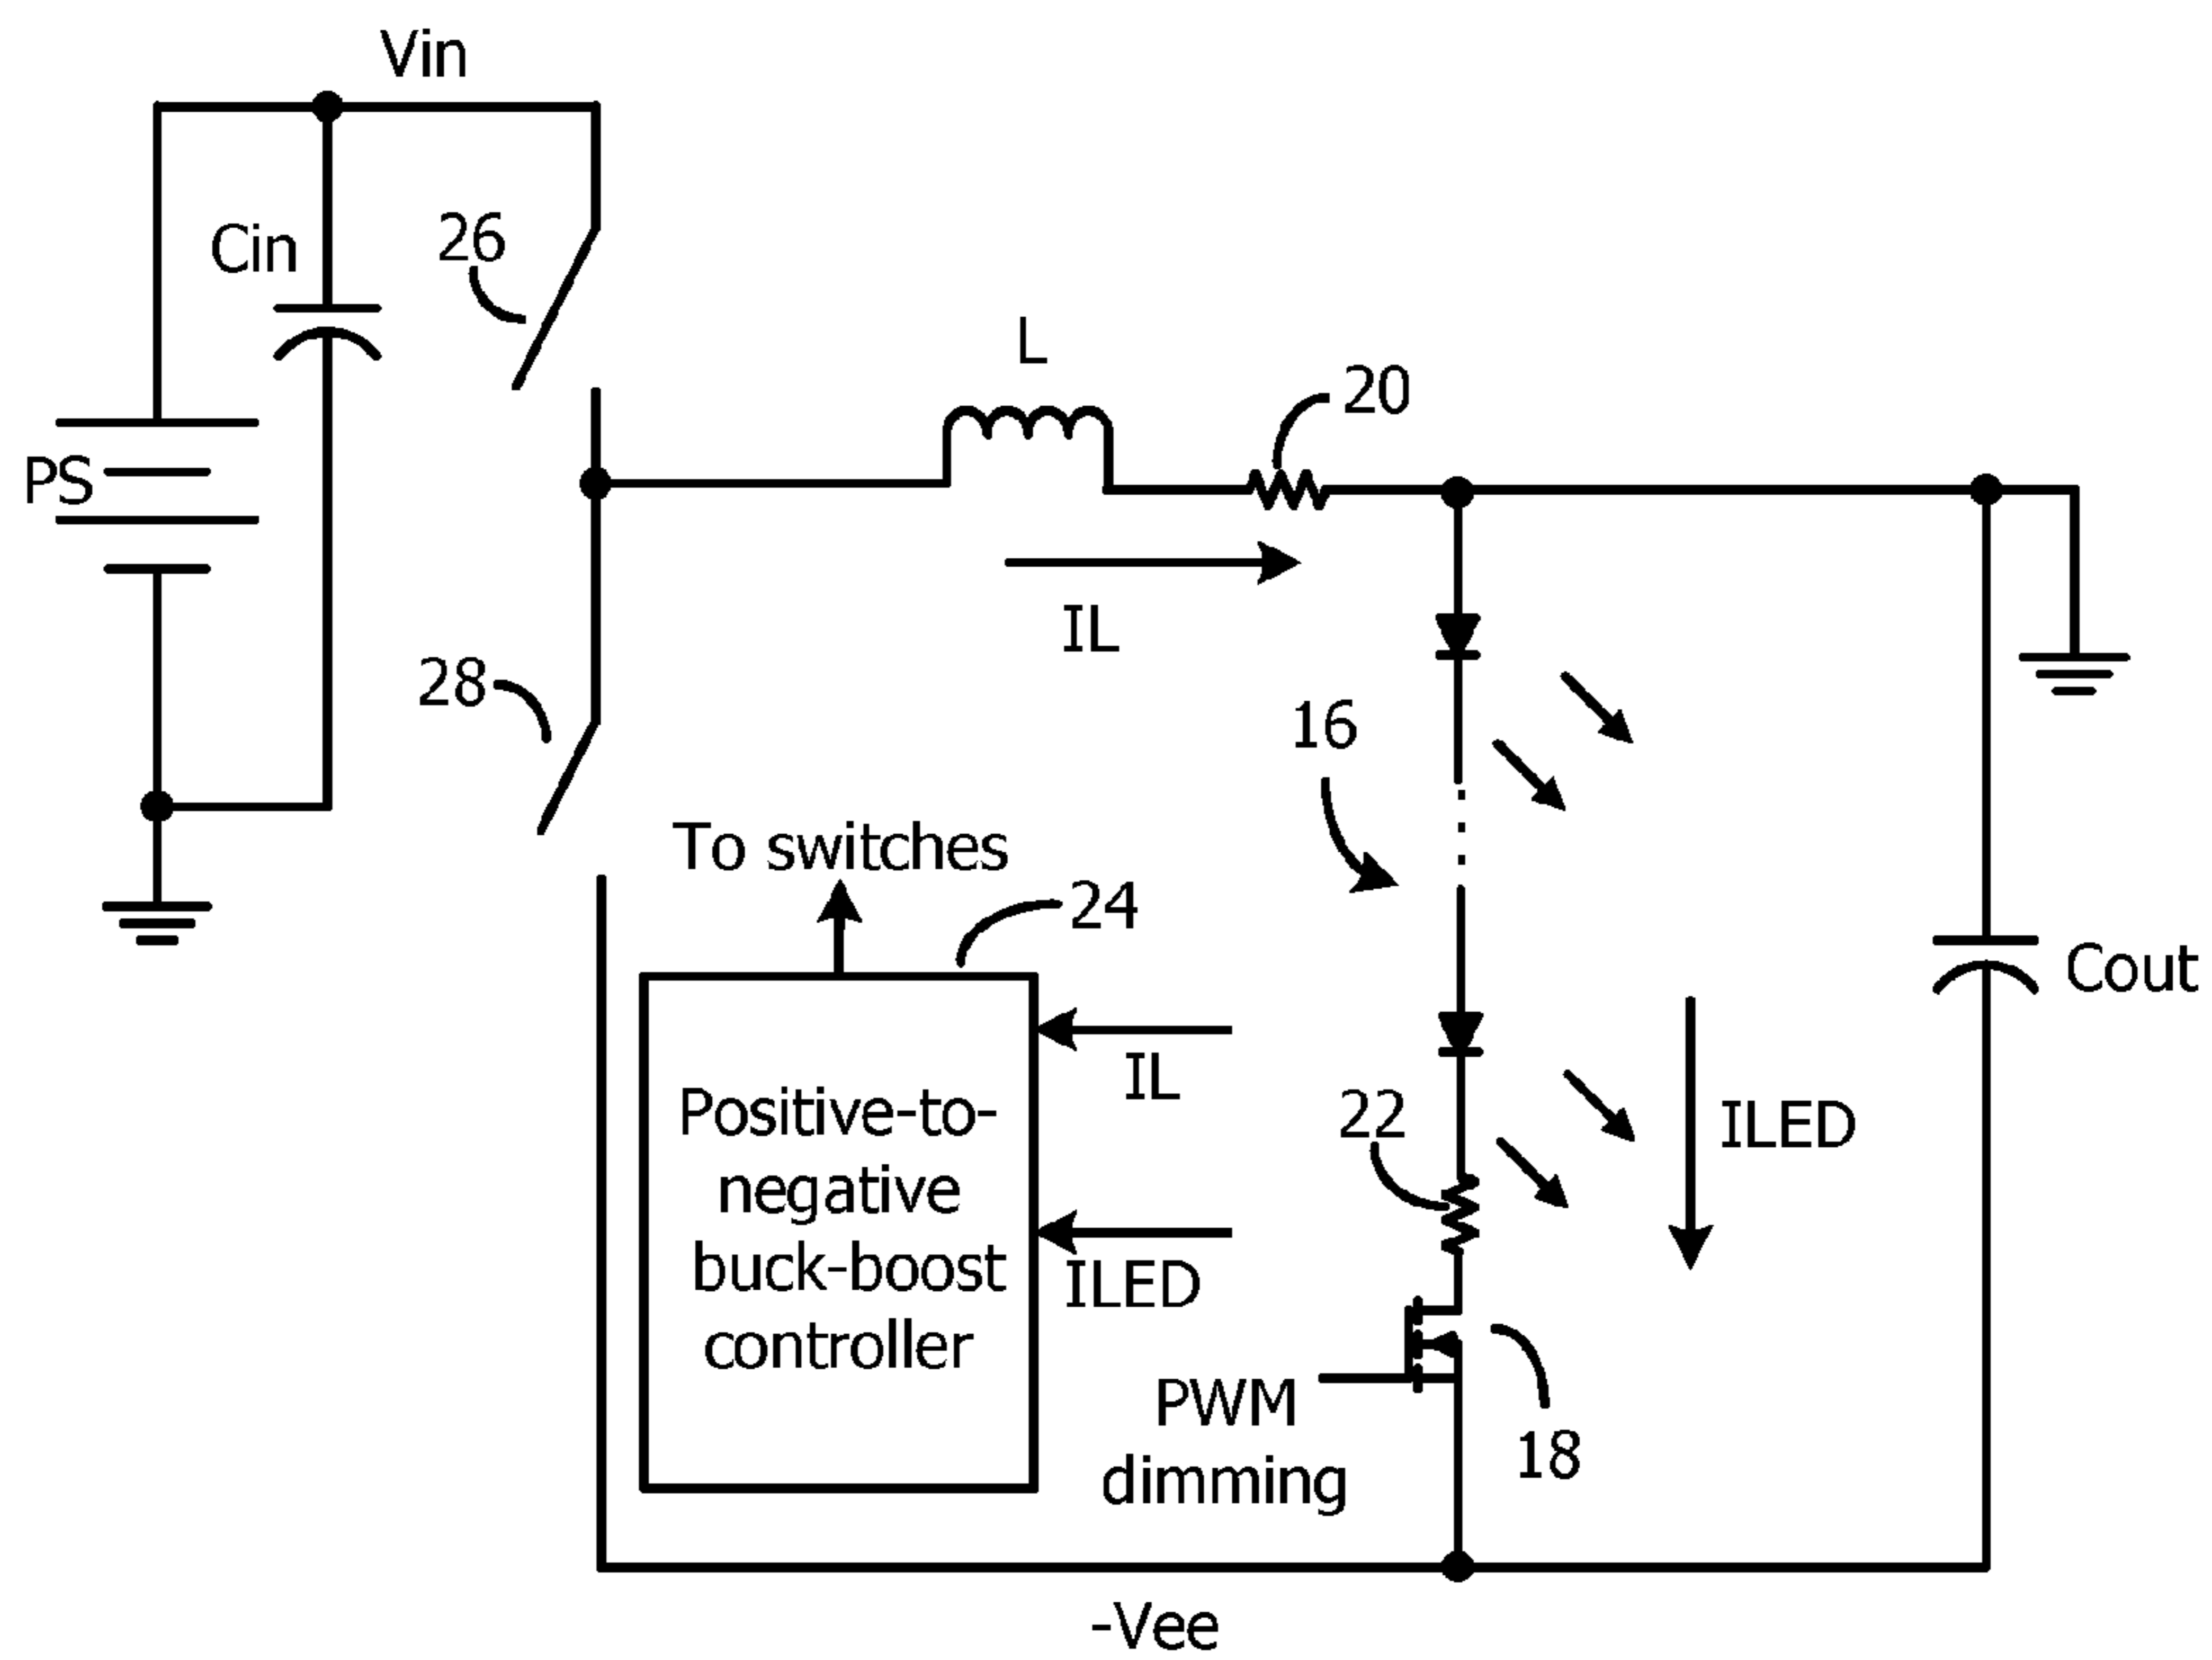 Vin
Cin
26
L
20
PS
IL
28
16
To switches
24
Cout
IL
Positive-to-
negative
buck-boost
controller
22
ILED
ILED
PWM
dimming
18
-Vee